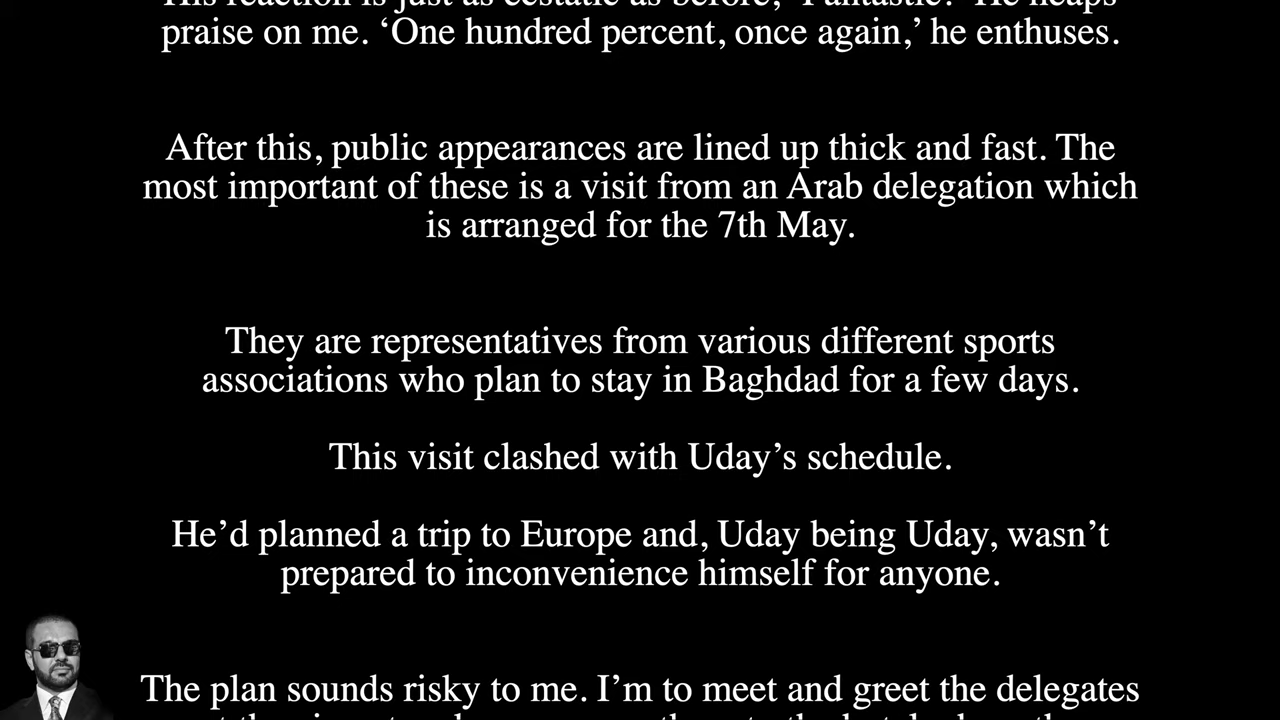 His reaction is just as ecstatic as before, ‘Fantastic!’ He heaps
praise on me. ‘One hundred percent, once again,’ he enthuses.
After this, public appearances are lined up thick and fast. The
most important of these is a visit from an Arab delegation which
is arranged for the 7th May.
They are representatives from various different sports
associations who plan to stay in Baghdad for a few days.
This visit clashed with Uday’s schedule.
He’d planned a trip to Europe and, Uday being Uday, wasn’t
prepared to inconvenience himself for anyone.
The plan sounds risky to me. I’m to meet and greet the delegates